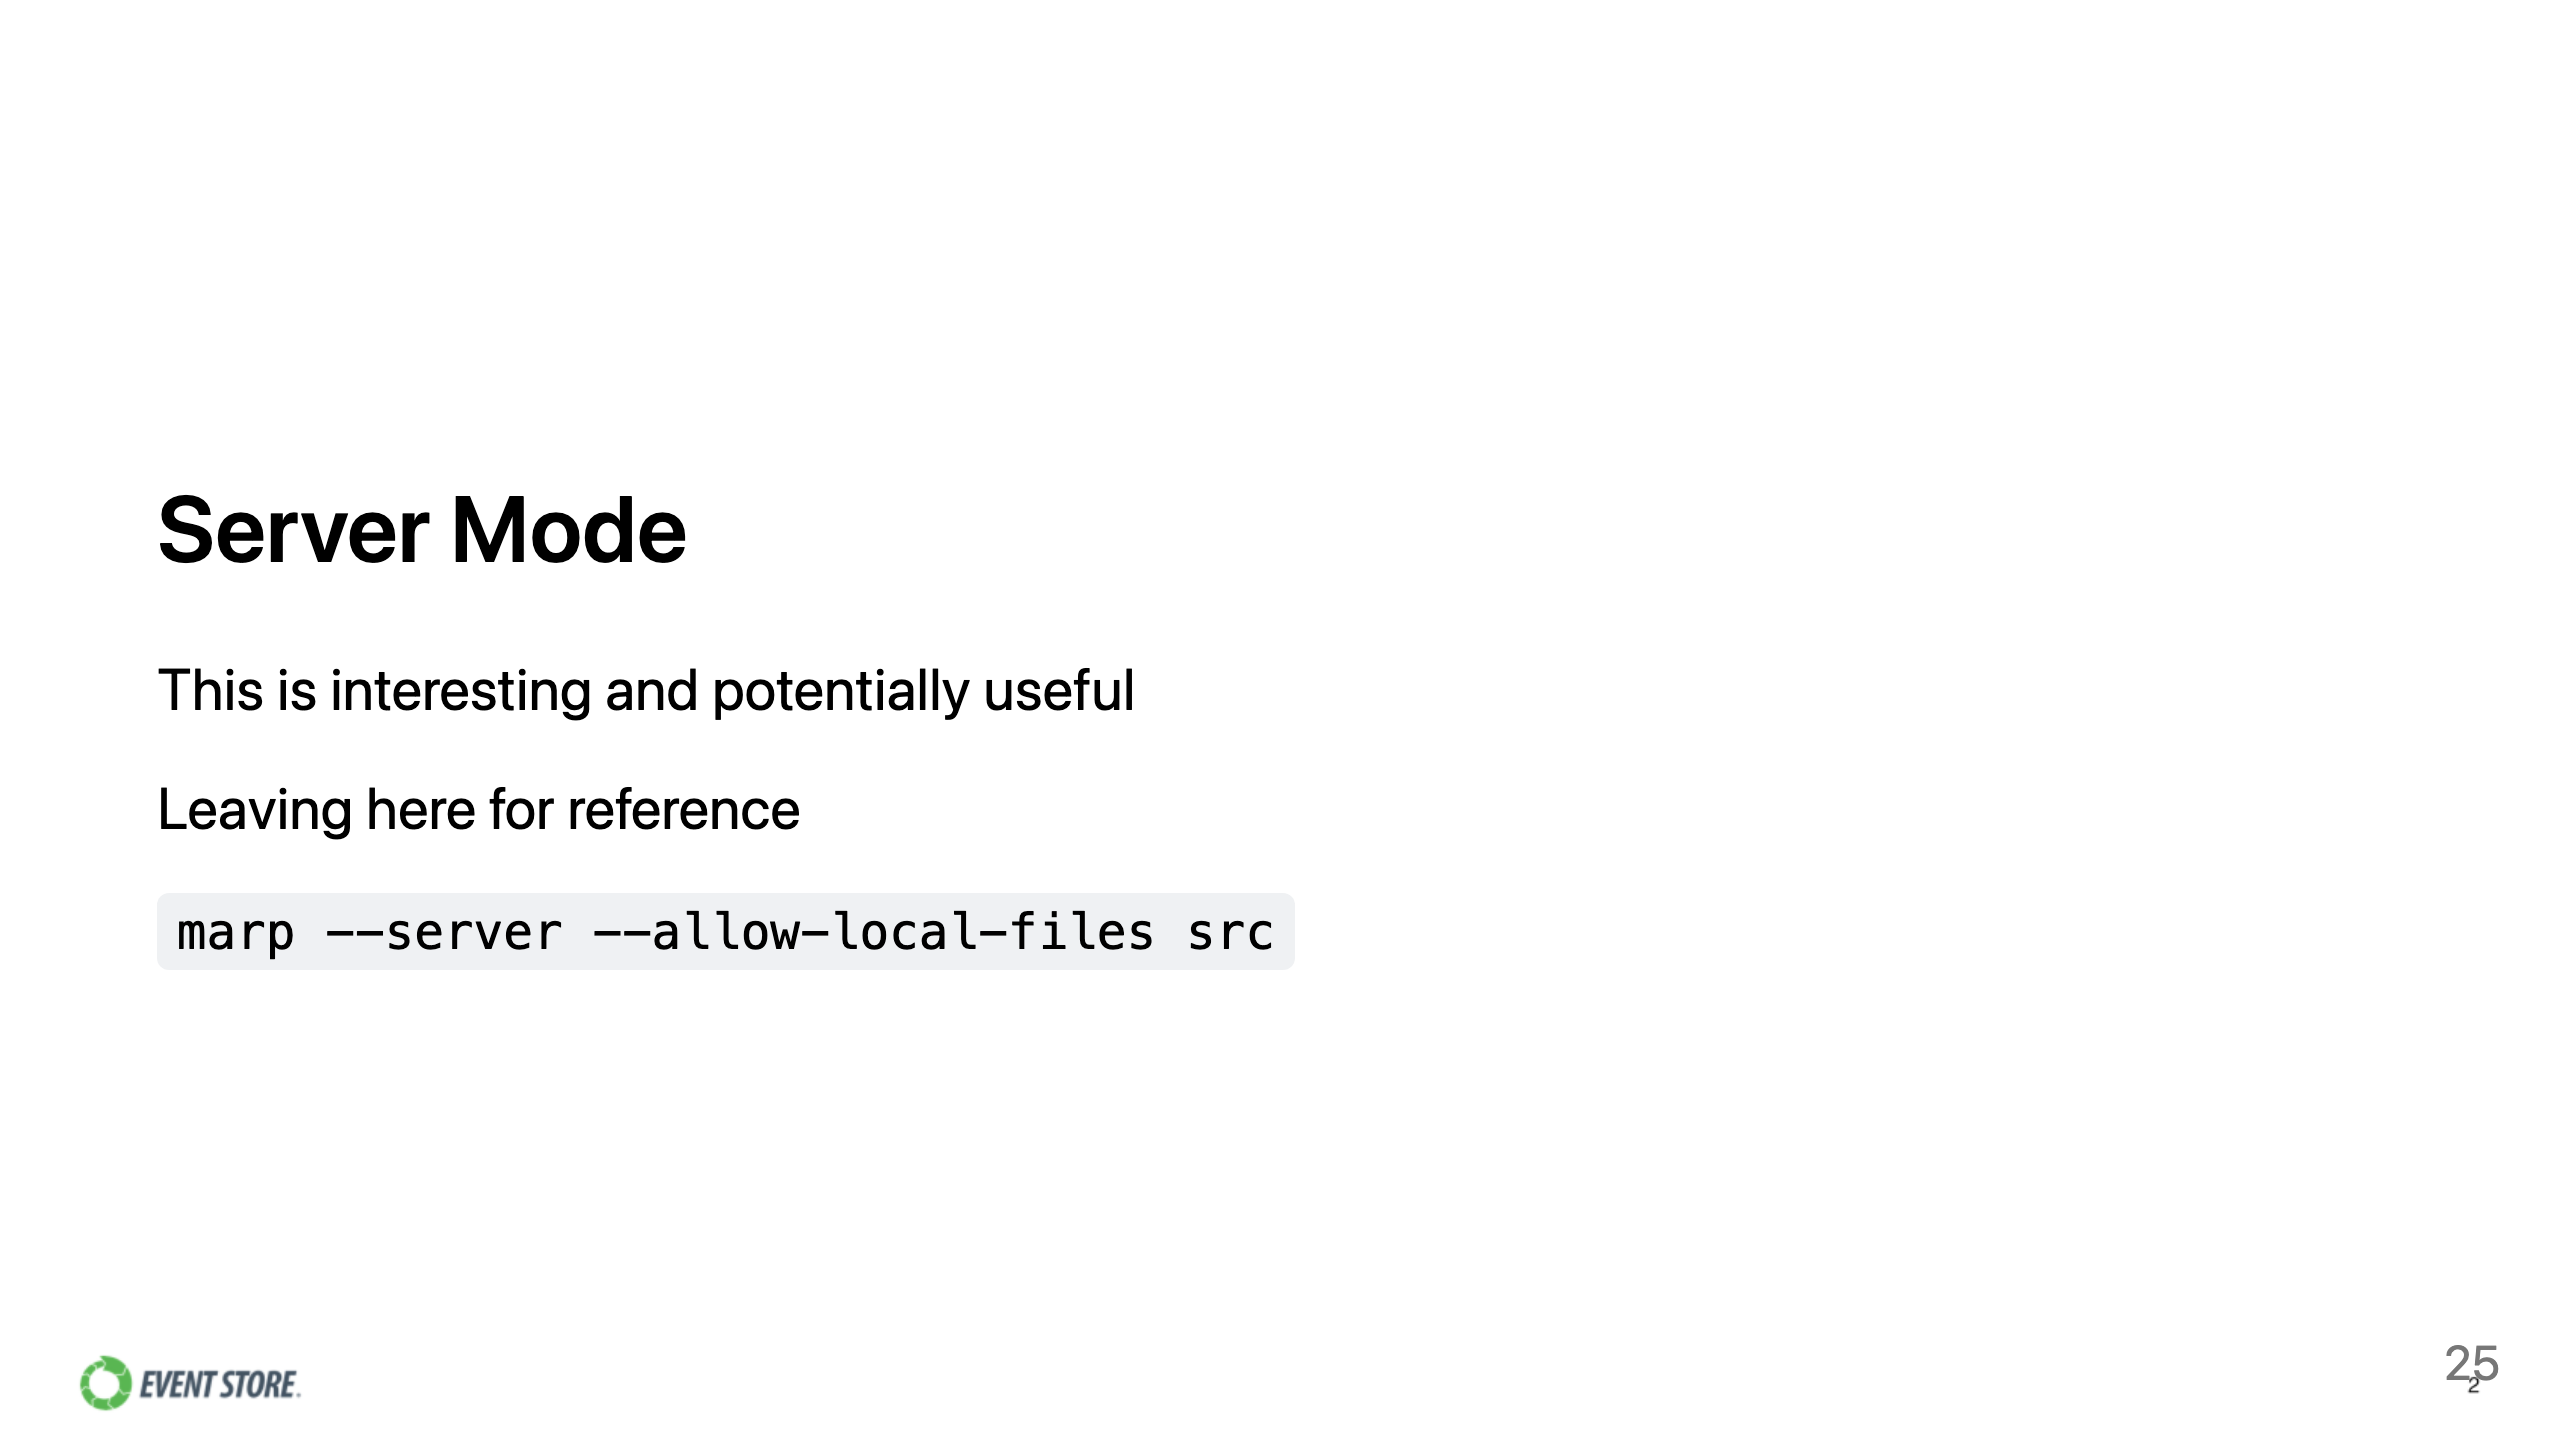 Server Mode
This is interesting and potentially useful
Leaving here for reference
marp --server --allow-local-files src
EVENT STORE.
25
2